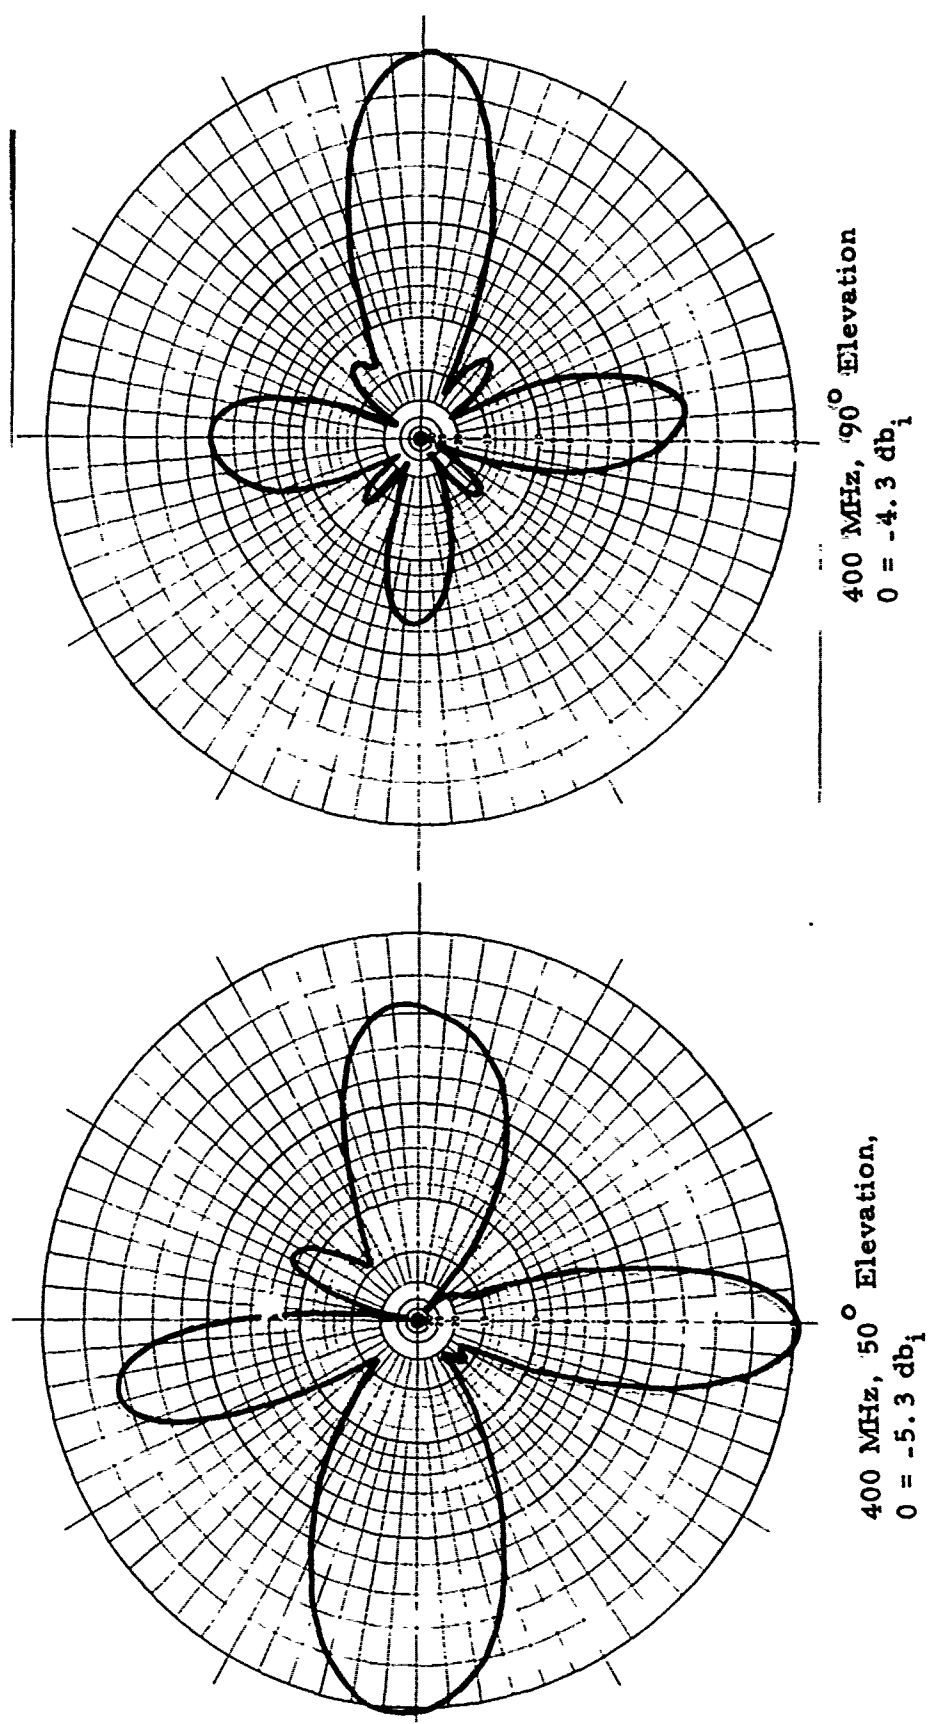 400 MHz, 90° Elevation
0 = -4.3 db_i
400 MHz, 50° Elevation,
0 = -5.3 db_i